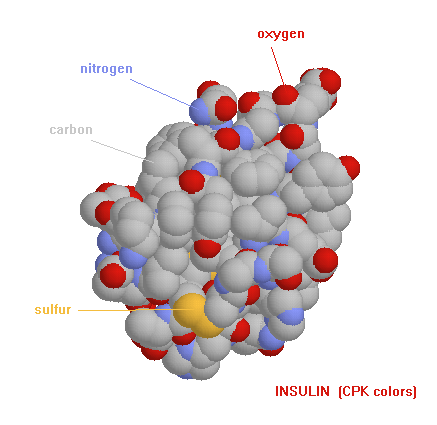 oxygen
nitrogen
carbon
sulfur
INSULIN (CPK colors)